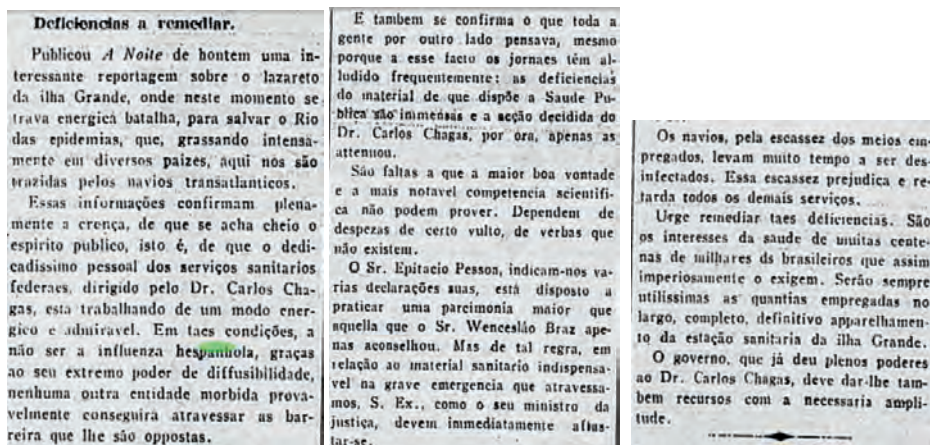 Deficiencias a remediar.
Publicou A Noite de hontem uma in-
teressante reportagem sobre o lazareto
da ilha Grande, onde neste momento se
trava energica batalha, para salvar o Rio
das epidemias, que, grassando intensa-
mente em diversos paizes, aqui nos são
trazidas pelos navios transatlanticos.
Essas informações confirmam plena-
mente a crença, de que se acha cheio o
espirito publico, isto é, de que o dedi-
cadissimo pessoal dos serviços sanitarios
federaes, dirigido pelo Dr. Carlos Cha-
gas, esta trabalhando de um modo ener-
gico e admiravel. Em taes condições, a
não ser a influenza hespanhola, graças
ao seu extremo poder de diffusibilidade,
nenhuma outra entidade morbida prova-
velmente conseguira atravessar as bar-
reira que lhe são oppostas.
E tambem se confirma o que toda a
gente por outro lado pensava, mesmo
porque a esse facto os jornaes têm al-
ludido frequentemente: as deficiencias
do material de que dispõe a Saude Pu-
blica são immensas e a acção decidida do
Dr. Carlos Chagas, por ora, apenas as
attenuou.
São faltas a que a maior boa vontade
e a mais notavel competencia scientifi-
ca não podem prover. Dependem de
despezas de certo vulto, de verbas que
não existem.
O Sr. Epitacio Pessoa, indicam-nos va-
rias declarações suas, está disposto a
praticar uma parcimonia maior que
aquella que o Sr. Wencesláo Braz ape-
nas aconselhou. Mas de tal regra, em
relação ao material sanitario indispensa-
vel na grave emergencia que atravessa-
mos, S. Ex., como o seu ministro da
justiça, devem immediatamente afas-
tar-se.
Os navios, pela escassez dos meios em-
pregados, levam muito tempo a ser des-
infectados. Essa escassez prejudica e re-
tarda todos os demais serviços.
Urge remediar taes deficiencias. São
os interesses da saude de muitas cente-
nas de milhares ds brasileiros que assim
imperiosamente o exigem. Serão sempre
utilissimas as quantias empregadas no
largo, completo, definitivo apparelhamen-
to da estação sanitaria da ilha Grande.
O governo, que já deu plenos poderes
ao Dr. Carlos Chagas, deve dar-lhe tam-
bem recursos com a necessaria ampli-
tude.